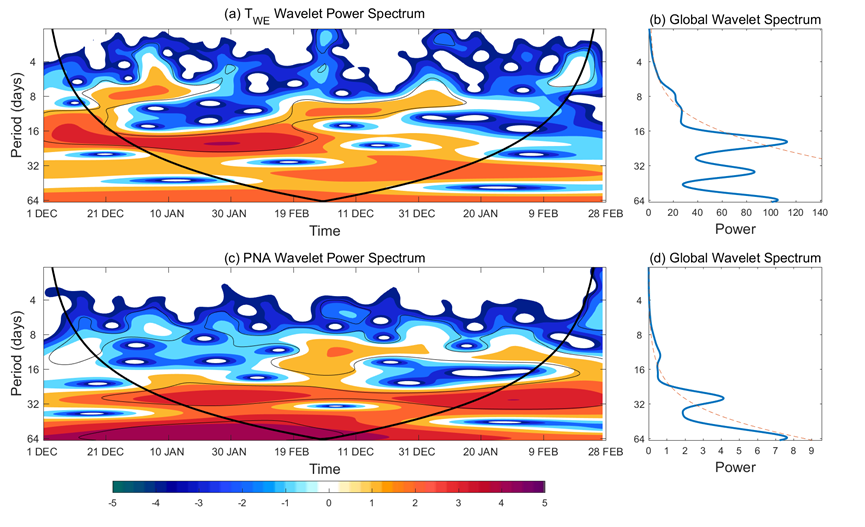 (a) T_WE Wavelet Power Spectrum
Period (days)
4
8
16
32
64
1 DEC 21 DEC 10 JAN 30 JAN 19 FEB 11 DEC 31 DEC 20 JAN 9 FEB 28 FEB
Time
(b) Global Wavelet Spectrum
4
8
16
32
64
0 20 40 60 80 100 120 140
Power
(c) PNA Wavelet Power Spectrum
Period (days)
4
8
16
32
64
1 DEC 21 DEC 10 JAN 30 JAN 19 FEB 11 DEC 31 DEC 20 JAN 9 FEB 28 FEB
Time
(d) Global Wavelet Spectrum
4
8
16
32
64
0 1 2 3 4 5 6 7 8 9
Power
-5 -4 -3 -2 -1 0 1 2 3 4 5